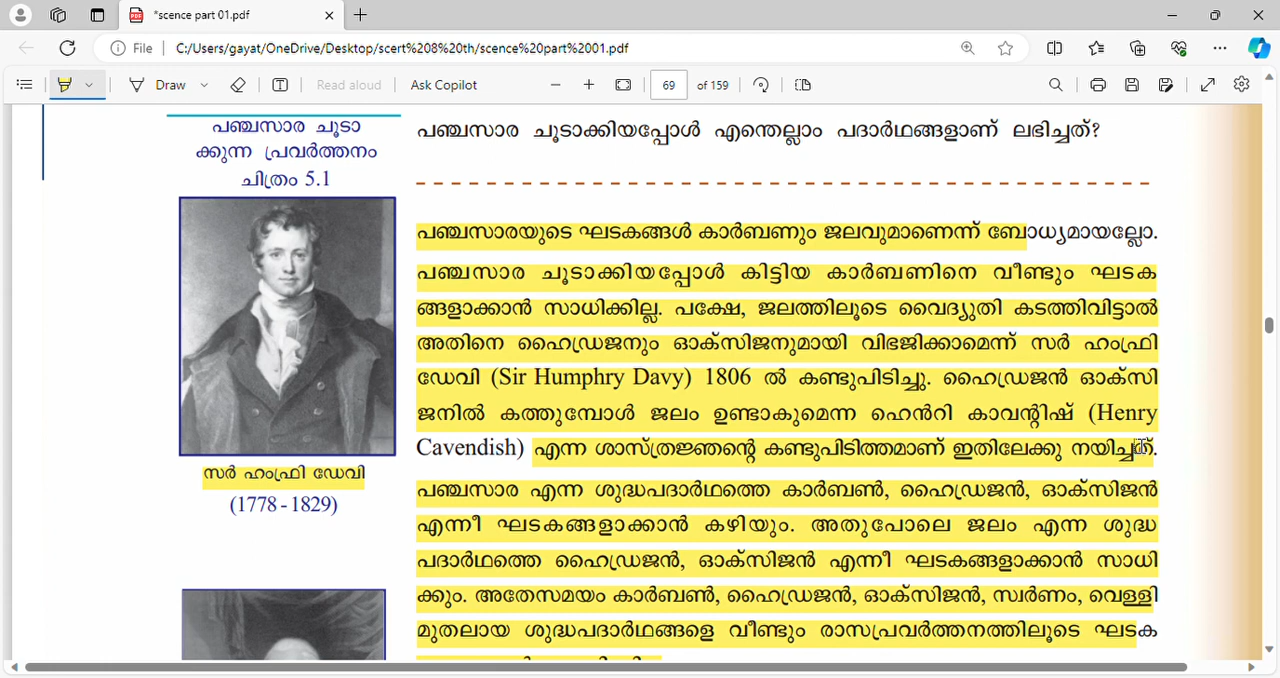 *scence part 01.pdf
File
C:/Users/gayat/OneDrive/Desktop/scert%208%20th/scence%20part%2001.pdf
Draw
Read aloud
Ask Copilot
69
of 159
പഞ്ചസാര ചൂടാ
ക്കുന്ന പ്രവർത്തനം
ചിത്രം 5.1
സർ ഹംഫ്രി ഡേവി
(1778 - 1829)
പഞ്ചസാര ചൂടാക്കിയപ്പോൾ എന്തെല്ലാം പദാർഥങ്ങളാണ് ലഭിച്ചത്?
പഞ്ചസാരയുടെ ഘടകങ്ങൾ കാർബണും ജലവുമാണെന്ന് ബോധ്യമായല്ലോ.
പഞ്ചസാര ചൂടാക്കിയപ്പോൾ കിട്ടിയ കാർബണിനെ വീണ്ടും ഘടക
ങ്ങളാക്കാൻ സാധിക്കില്ല. പക്ഷേ, ജലത്തിലൂടെ വൈദ്യുതി കടത്തിവിട്ടാൽ
അതിനെ ഹൈഡ്രജനും ഓക്സിജനുമായി വിഭജിക്കാമെന്ന് സർ ഹംഫ്രി
ഡേവി (Sir Humphry Davy) 1806 ൽ കണ്ടുപിടിച്ചു. ഹൈഡ്രജൻ ഓക്സി
ജനിൽ കത്തുമ്പോൾ ജലം ഉണ്ടാകുമെന്ന ഹെൻറി കാവന്റിഷ് (Henry
Cavendish) എന്ന ശാസ്ത്രജ്ഞന്റെ കണ്ടുപിടിത്തമാണ് ഇതിലേക്കു നയിച്ചത്.
പഞ്ചസാര എന്ന ശുദ്ധപദാർഥത്തെ കാർബൺ, ഹൈഡ്രജൻ, ഓക്സിജൻ
എന്നീ ഘടകങ്ങളാക്കാൻ കഴിയും. അതുപോലെ ജലം എന്ന ശുദ്ധ
പദാർഥത്തെ ഹൈഡ്രജൻ, ഓക്സിജൻ എന്നീ ഘടകങ്ങളാക്കാൻ സാധി
ക്കും. അതേസമയം കാർബൺ, ഹൈഡ്രജൻ, ഓക്സിജൻ, സ്വർണം, വെള്ളി
മുതലായ ശുദ്ധപദാർഥങ്ങളെ വീണ്ടും രാസപ്രവർത്തനത്തിലൂടെ ഘടക